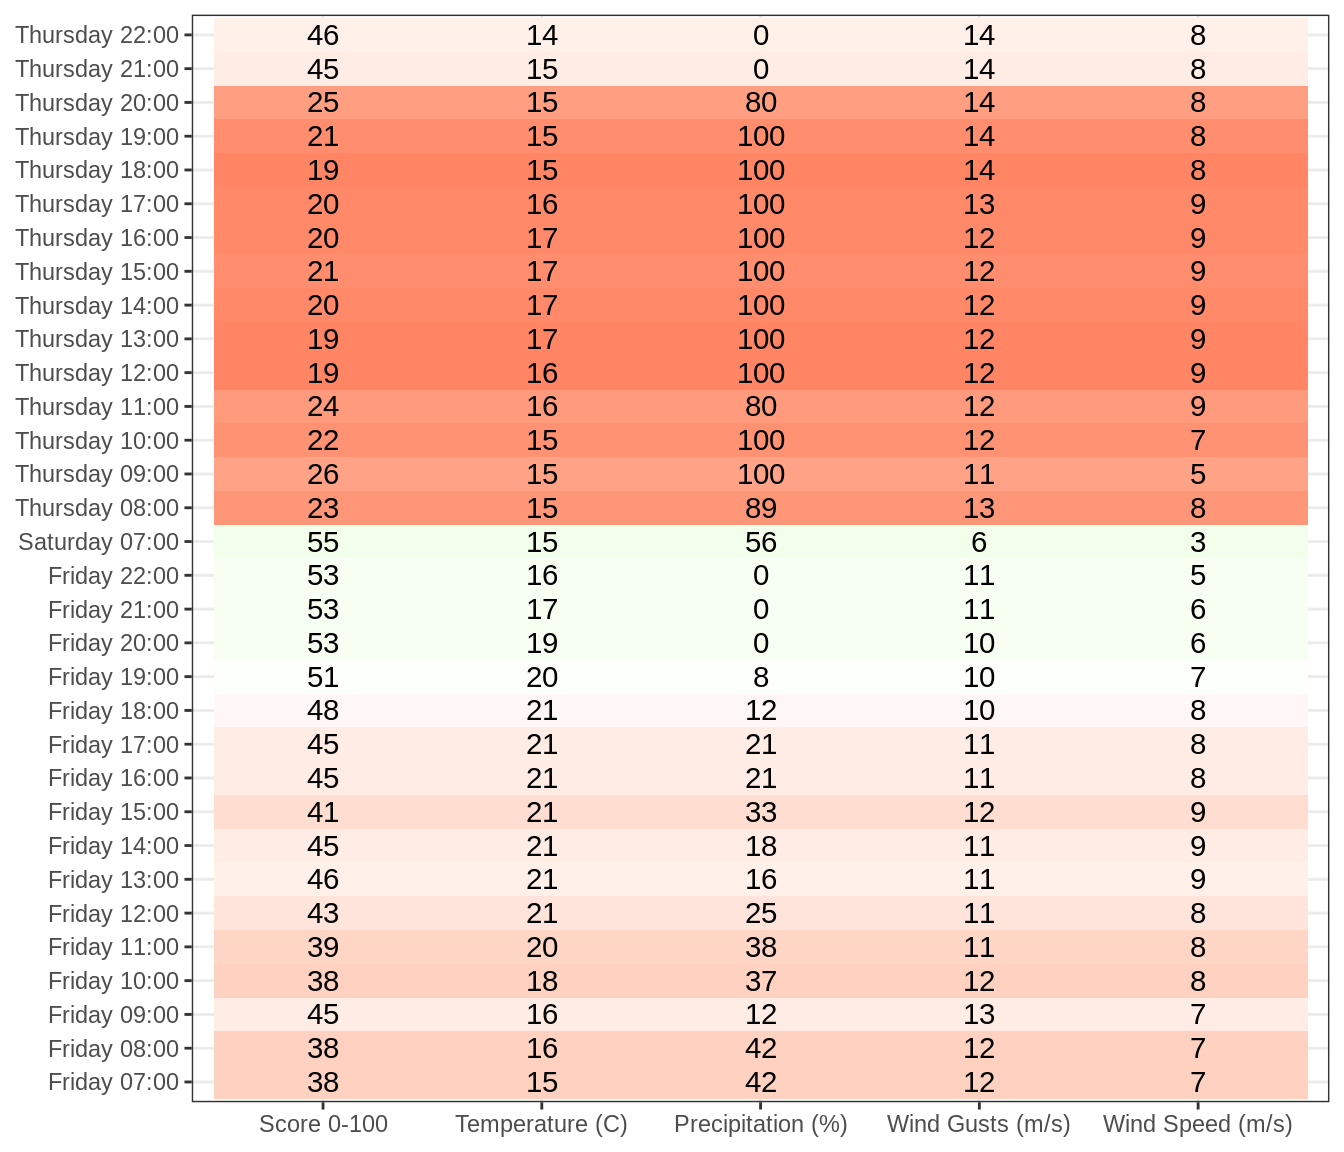 Thursday 22:00 46 14 0 14 8
Thursday 21:00 45 15 0 14 8
Thursday 20:00 25 15 80 14 8
Thursday 19:00 21 15 100 14 8
Thursday 18:00 19 15 100 14 8
Thursday 17:00 20 16 100 13 9
Thursday 16:00 20 17 100 12 9
Thursday 15:00 21 17 100 12 9
Thursday 14:00 20 17 100 12 9
Thursday 13:00 19 17 100 12 9
Thursday 12:00 19 16 100 12 9
Thursday 11:00 24 16 80 12 9
Thursday 10:00 22 15 100 12 7
Thursday 09:00 26 15 100 11 5
Thursday 08:00 23 15 89 13 8
Saturday 07:00 55 15 56 6 3
Friday 22:00 53 16 0 11 5
Friday 21:00 53 17 0 11 6
Friday 20:00 53 19 0 10 6
Friday 19:00 51 20 8 10 7
Friday 18:00 48 21 12 10 8
Friday 17:00 45 21 21 11 8
Friday 16:00 45 21 21 11 8
Friday 15:00 41 21 33 12 9
Friday 14:00 45 21 18 11 9
Friday 13:00 46 21 16 11 9
Friday 12:00 43 21 25 11 8
Friday 11:00 39 20 38 11 8
Friday 10:00 38 18 37 12 8
Friday 09:00 45 16 12 13 7
Friday 08:00 38 16 42 12 7
Friday 07:00 38 15 42 12 7
Score 0-100 Temperature (C) Precipitation (%) Wind Gusts (m/s) Wind Speed (m/s)